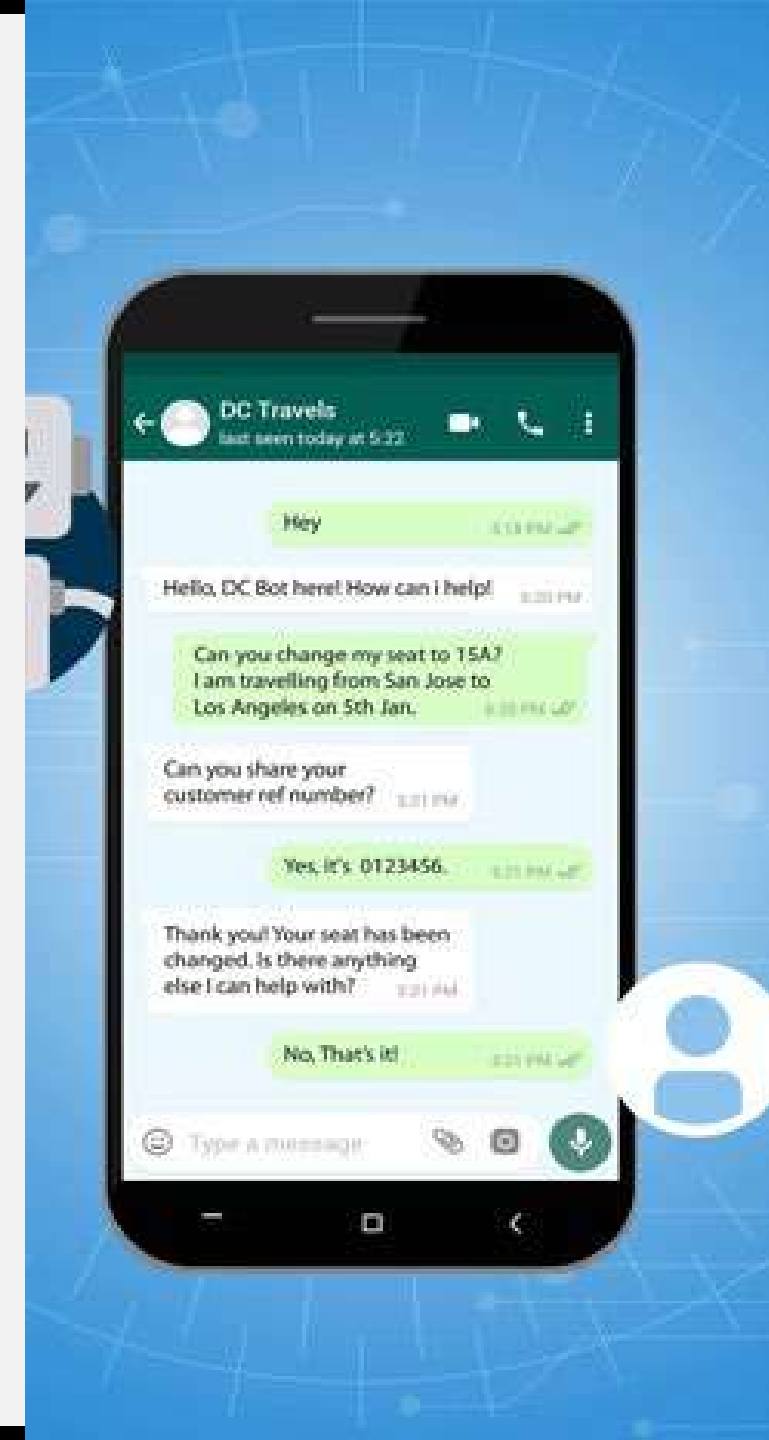 DC Travels
last seen today at 5:22
Hey
Hello, DC Bot here! How can i help!
Can you change my seat to 15A?
I am travelling from San Jose to
Los Angeles on 5th Jan.
Can you share your
customer ref number?
Yes, it's 0123456.
Thank you! Your seat has been
changed. Is there anything
else I can help with?
No, That's it!
Type a message